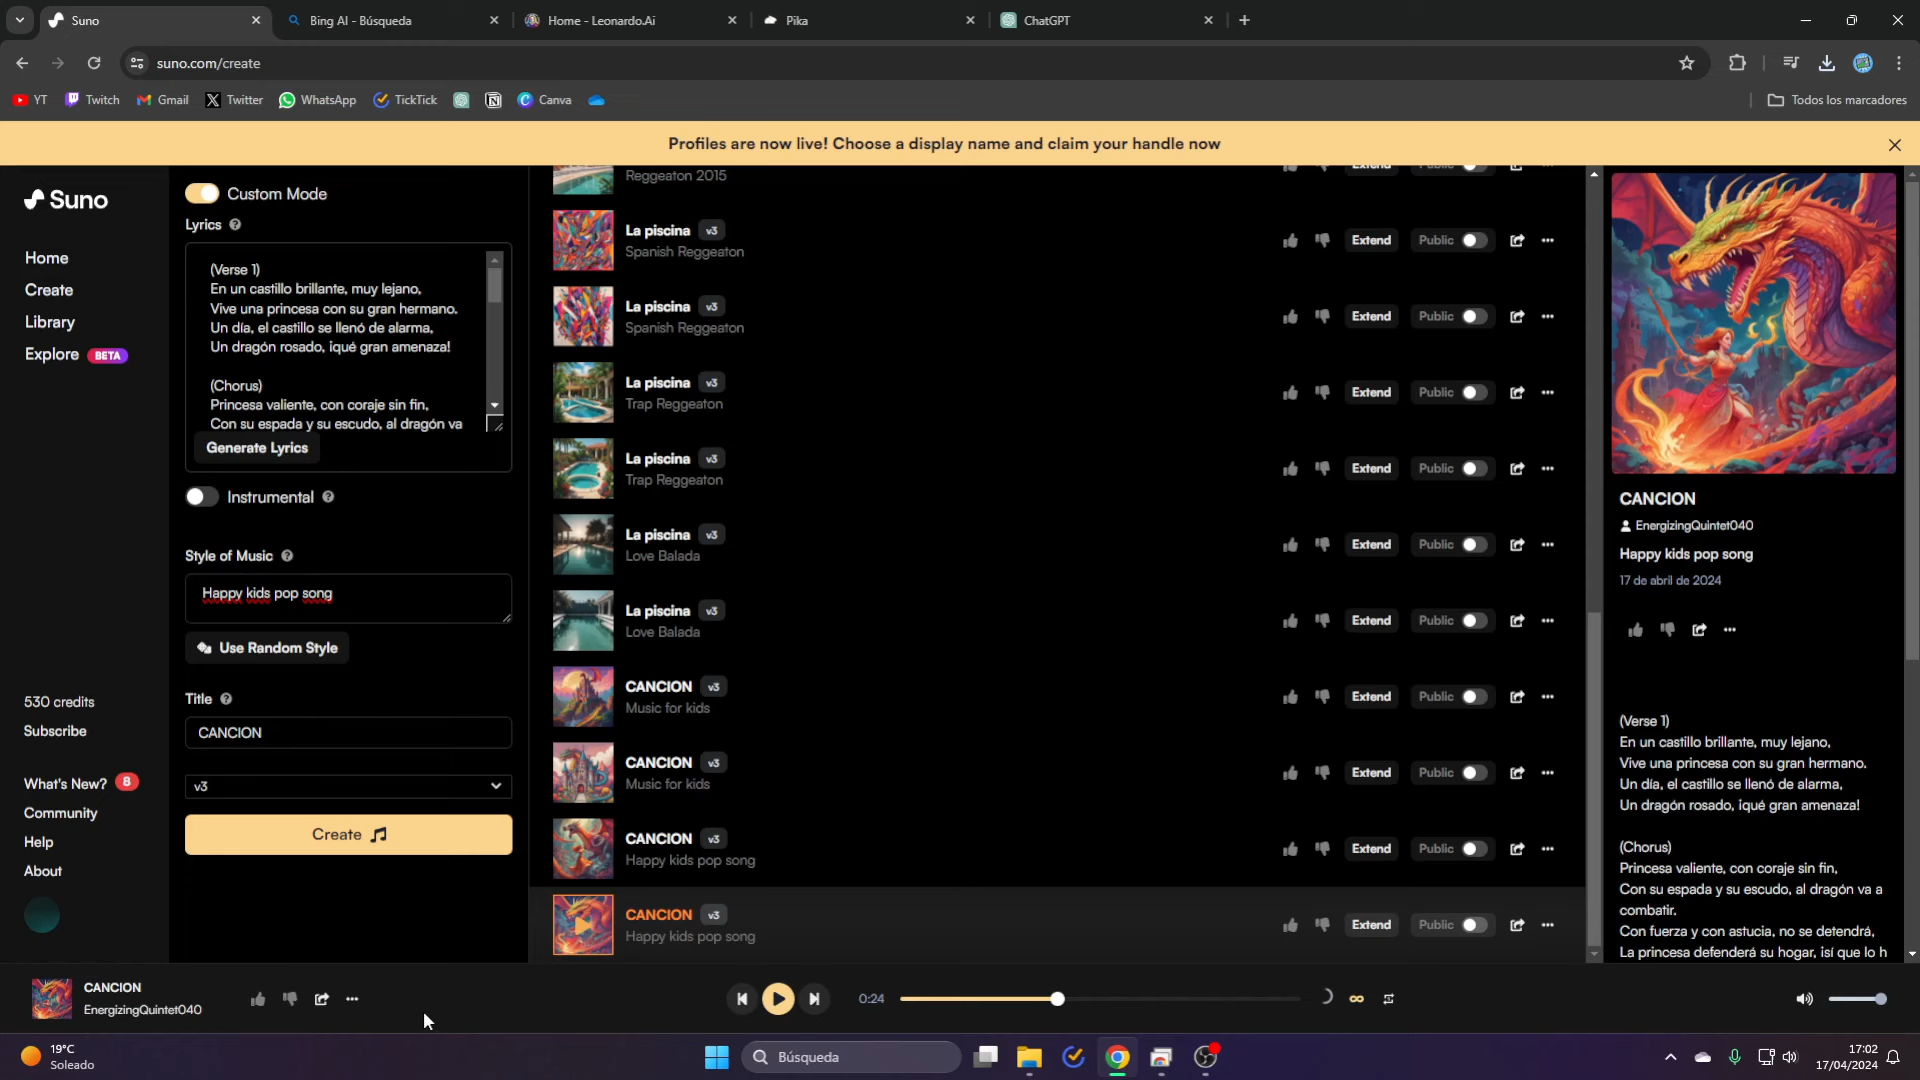 Suno
Bing AI - Búsqueda
Home - Leonardo.Ai
Pika
ChatGPT
suno.com/create
YT
Twitch
Gmail
Twitter
WhatsApp
TickTick
Canva
Todos los marcadores
Profiles are now live! Choose a display name and claim your handle now
Suno
Home
Create
Library
Explore BETA
530 credits
Subscribe
What's New? 8
Community
Help
About
Custom Mode
Lyrics
(Verse 1)
En un castillo brillante, muy lejano,
Vive una princesa con su gran hermano.
Un día, el castillo se llenó de alarma,
Un dragón rosado, ¡qué gran amenaza!
(Chorus)
Princesa valiente, con coraje sin fin,
Con su espada y su escudo, al dragón va
Generate Lyrics
Instrumental
Style of Music
Happy kids pop song
Use Random Style
Title
CANCION
v3
Create
Extend Public
Reggeaton 2015
La piscina v3
Spanish Reggeaton
Extend Public
La piscina v3
Spanish Reggeaton
Extend Public
La piscina v3
Trap Reggeaton
Extend Public
La piscina v3
Trap Reggeaton
Extend Public
La piscina v3
Love Balada
Extend Public
La piscina v3
Love Balada
Extend Public
CANCION v3
Music for kids
Extend Public
CANCION v3
Music for kids
Extend Public
CANCION v3
Happy kids pop song
Extend Public
CANCION v3
Happy kids pop song
Extend Public
CANCION
EnergizingQuintet040
Happy kids pop song
17 de abril de 2024
(Verse 1)
En un castillo brillante, muy lejano,
Vive una princesa con su gran hermano.
Un día, el castillo se llenó de alarma,
Un dragón rosado, ¡qué gran amenaza!
(Chorus)
Princesa valiente, con coraje sin fin,
Con su espada y su escudo, al dragón va a
combatir.
Con fuerza y con astucia, no se detendrá,
La princesa defenderá su hogar, ¡sí que lo h
CANCION
EnergizingQuintet040
0:24
19°C
Soleado
Búsqueda
17:02
17/04/2024